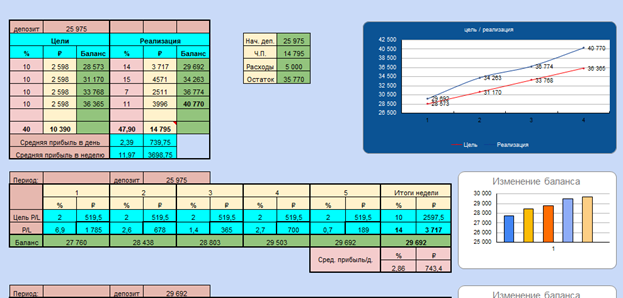 депозит 25 975
Цели Реализация
% ₽ Баланс % ₽ Баланс
10 2 598 28 573 14 3 717 29 692
10 2 598 31 170 15 4571 34 263
10 2 598 33 768 7 2511 36 774
10 2 598 36 365 11 3996 40 770
40 10 390 47,90 14 795
Средняя прибыль в день 2,39 739,75
Средняя прибыль в неделю 11,97 3698,75
Нач. деп. 25 975
Ч.П. 14 795
Расходы 5 000
Остаток 35 770
цель / реализация
42 500
40 500
38 500
36 500
34 500
32 500
30 500
28 500
26 500
29 692 34 263 36 774 40 770
28 573 31 170 33 768 36 365
1 2 3 4
Цель Реализация
Период: депозит 25 975
1 2 3 4 5 Итоги недели
% ₽ % ₽ % ₽ % ₽ % ₽ % ₽
Цель P/L 2 519,5 2 519,5 2 519,5 2 519,5 2 519,5 10 2597,5
P/L 6,9 1 785 2,6 678 1,4 365 2,7 700 0,7 189 14 3 717
Баланс 27 760 28 438 28 803 29 503 29 692 29 692
Сред. прибыль/д. % ₽
2,86 743,4
Изменение баланса
30 000
29 000
28 000
27 000
26 000
25 000
1
Период: депозит 29 692
Изменение баланса